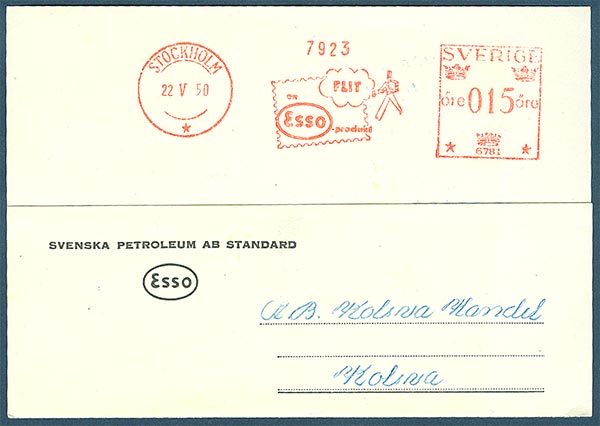 7923
STOCKHOLM
22 V 50
FLIT
en
Esso
-produkt
SVERIGE
öre 015 öre
6781
SVENSKA PETROLEUM AB STANDARD
Esso
A.B. Kolsva Handel
Kolsva